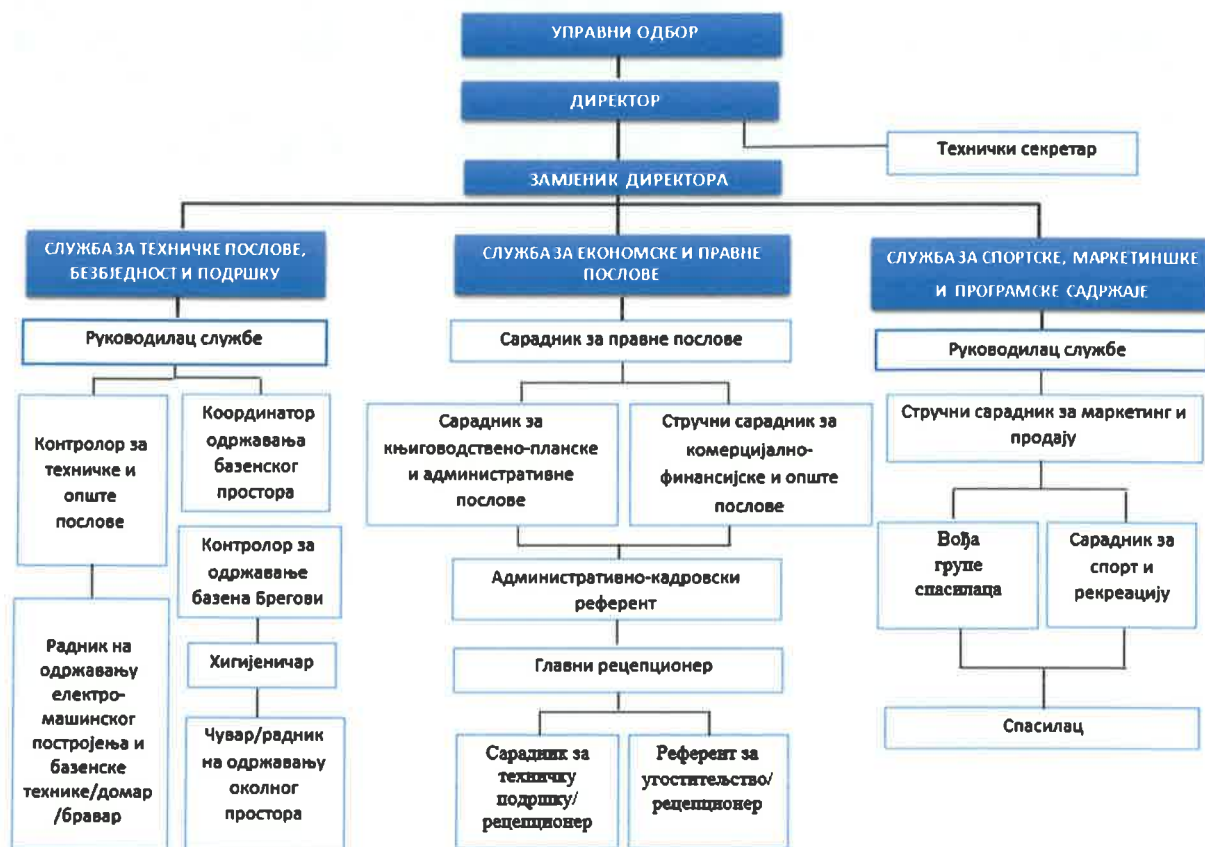 УПРАВНИ ОДБОР
ДИРЕКТОР
Технички секретар
ЗАМЈЕНИК ДИРЕКТОРА
СЛУЖБА ЗА ТЕХНИЧКЕ ПОСЛОВЕ,
БЕЗБЈЕДНОСТ И ПОДРШКУ
Руководилац службе
Контролор за
техничке и
опште
послове
Радник на
одржавању
електро-
машинског
постројења и
базенске
технике/домар
/бравар
Координатор
одржавања
базенског
простора
Контролор за
одржавање
базена Брегови
Хигијеничар
Чувар/радник
на одржавању
околног
простора
СЛУЖБА ЗА ЕКОНОМСКЕ И ПРАВНЕ
ПОСЛОВЕ
Сарадник за правне послове
Сарадник за
књиговодствено-планске
и административне
послове
Стручни сарадник за
комерцијално-
финансијске и опште
послове
Административно-кадровски
референт
Главни рецепционер
Сарадник за
техничку
подршку/
рецепционер
Референт за
угоститељство/
рецепционер
СЛУЖБА ЗА СПОРТСКЕ, МАРКЕТИНШКЕ
И ПРОГРАМСКЕ САДРЖАЈЕ
Руководилац службе
Стручни сарадник за маркетинг и
продају
Вођа
групе
спасилаца
Сарадник за
спорт и
рекреацију
Спасилац